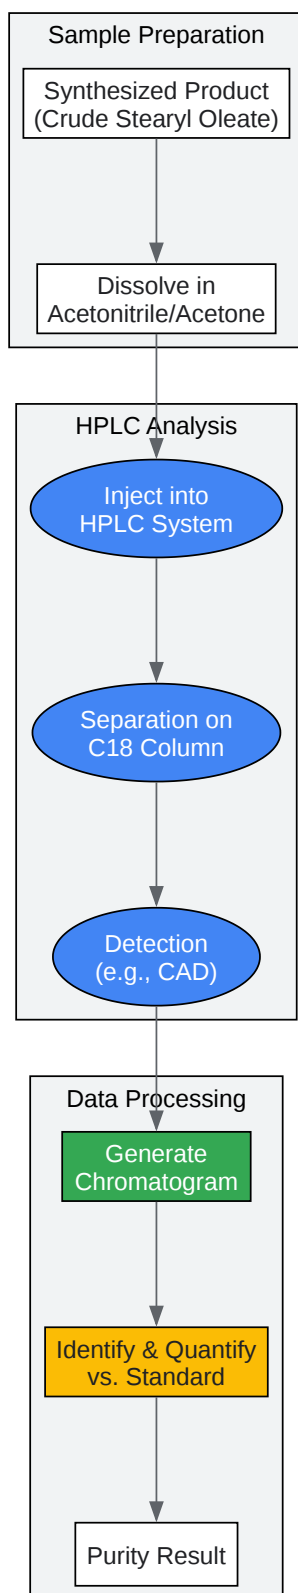 Sample Preparation
Synthesized Product
(Crude Stearyl Oleate)
Dissolve in
Acetonitrile/Acetone
HPLC Analysis
Inject into
HPLC System
Separation on
C18 Column
Detection
(e.g., CAD)
Data Processing
Generate
Chromatogram
Identify & Quantify
vs. Standard
Purity Result